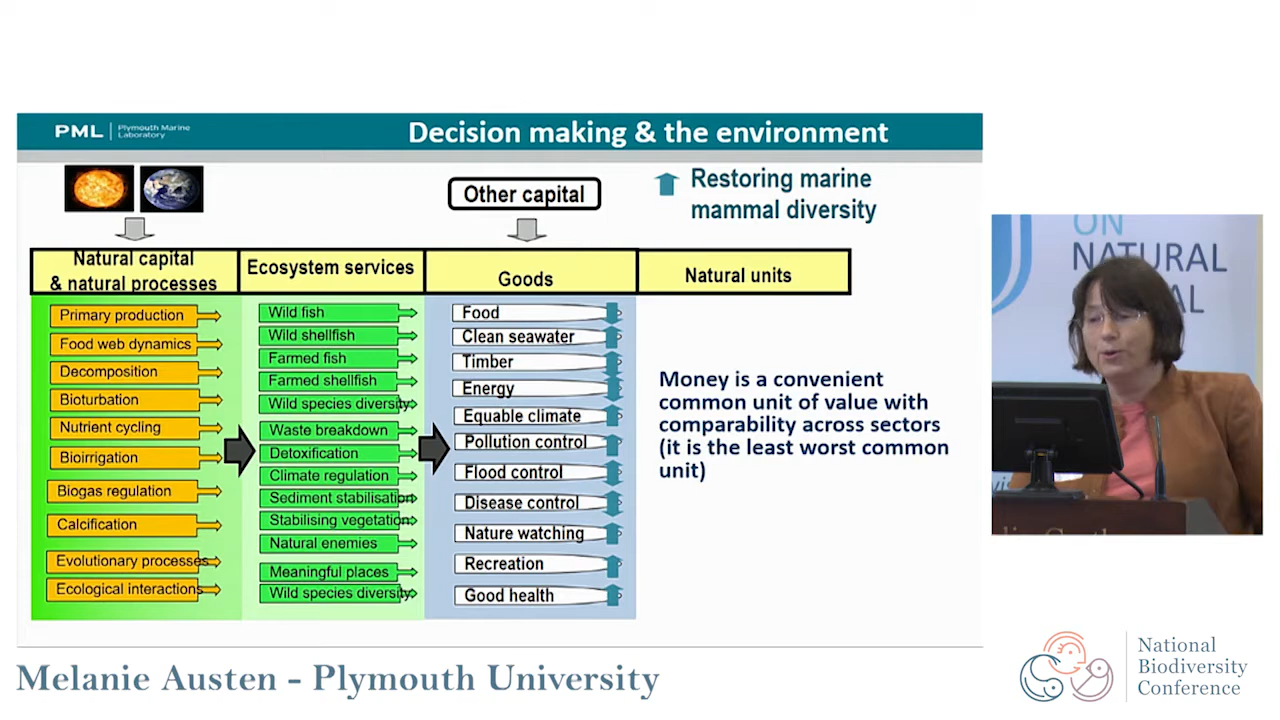 PML | Plymouth Marine
Laboratory
Decision making & the environment
Other capital
Restoring marine
mammal diversity
Natural capital
& natural processes
Ecosystem services
Goods
Natural units
Primary production
Food web dynamics
Decomposition
Bioturbation
Nutrient cycling
Bioirrigation
Biogas regulation
Calcification
Evolutionary processes
Ecological interactions
Wild fish
Wild shellfish
Farmed fish
Farmed shellfish
Wild species diversity
Waste breakdown
Detoxification
Climate regulation
Sediment stabilisation
Stabilising vegetation
Natural enemies
Meaningful places
Wild species diversity
Food
Clean seawater
Timber
Energy
Equable climate
Pollution control
Flood control
Disease control
Nature watching
Recreation
Good health
Money is a convenient
common unit of value with
comparability across sectors
(it is the least worst common
unit)
ON
NATURAL
Melanie Austen - Plymouth University
National
Biodiversity
Conference